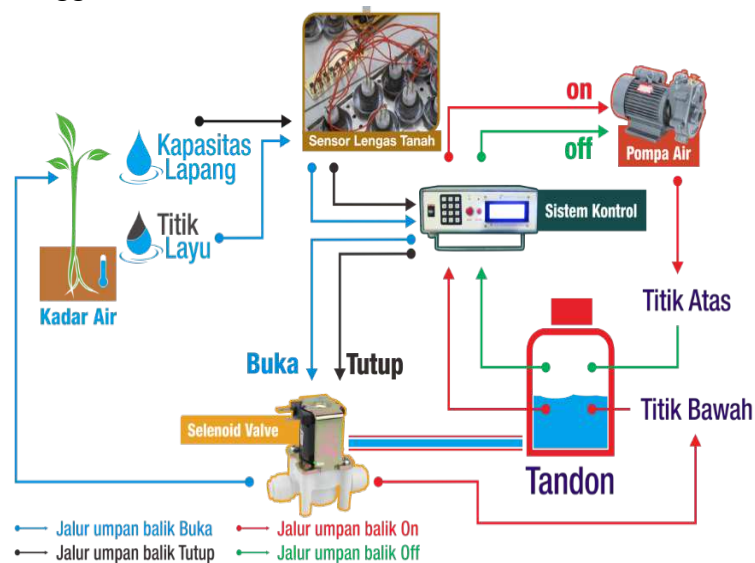 Sensor Lengas Tanah
on
off
Pompa Air
Kapasitas
Lapang
Titik
Layu
Kadar Air
Sistem Kontrol
Titik Atas
Buka
Tutup
Titik Bawah
Selenoid Valve
Tandon
Jalur umpan balik Buka
Jalur umpan balik On
Jalur umpan balik Tutup
Jalur umpan balik Off